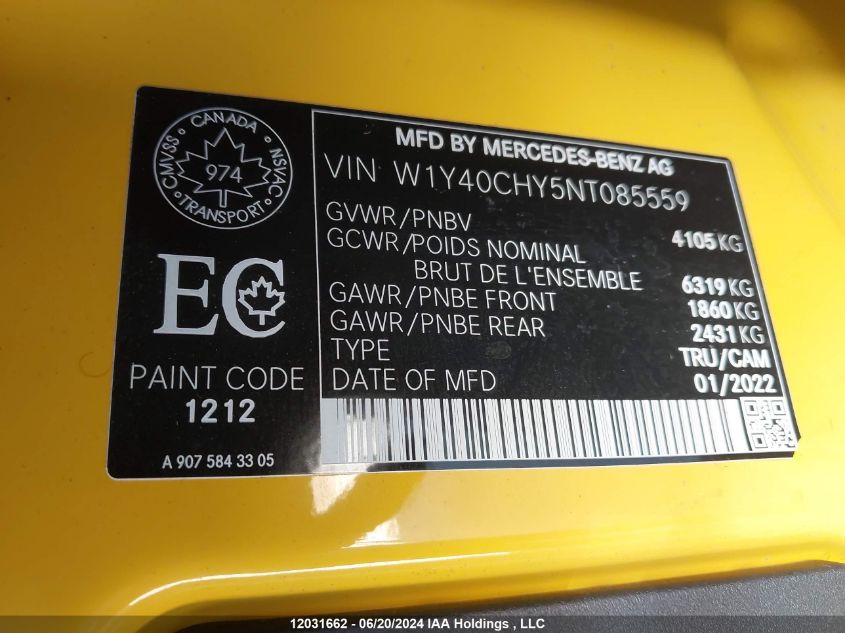 CANADA
CMVSS
NSVAC
974
TRANSPORT
EC
PAINT CODE
1212
A 907 584 33 05
MFD BY MERCEDES-BENZ AG
VIN W1Y40CHY5NT085559
GVWR/PNBV 4105 KG
GCWR/POIDS NOMINAL
BRUT DE L'ENSEMBLE 6319 KG
GAWR/PNBE FRONT 1860 KG
GAWR/PNBE REAR 2431 KG
TYPE TRU/CAM
DATE OF MFD 01/2022
12031662 - 06/20/2024 IAA Holdings , LLC